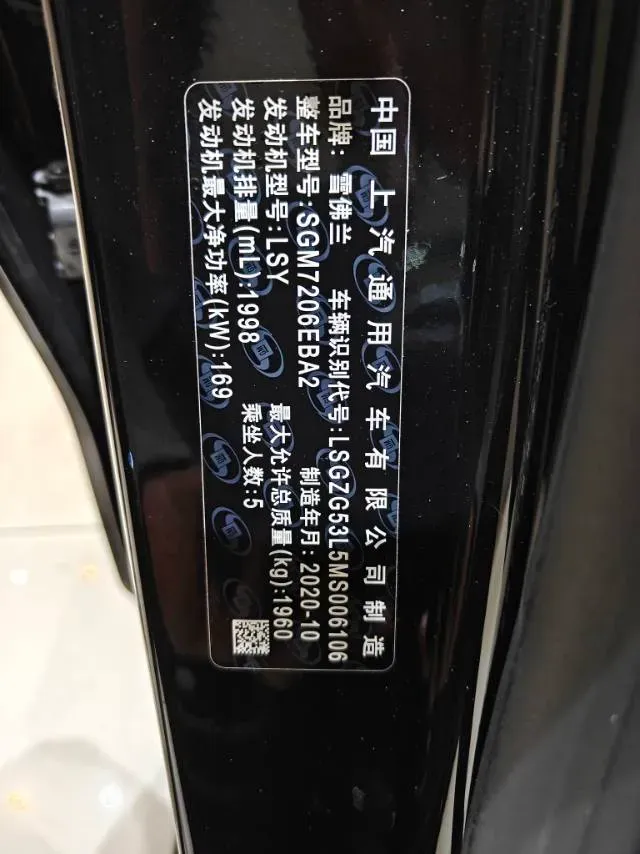 中国 上汽通用汽车有限公司制造
品牌: 雪佛兰 车辆识别代号:LSGZG53L5MS006106
整车型号:SGM7206EBA2 制造年月:2020-10
发动机型号:LSY 最大允许总质量(kg):1960
发动机排量(mL):1998 乘坐人数:5
发动机最大净功率(kW):169